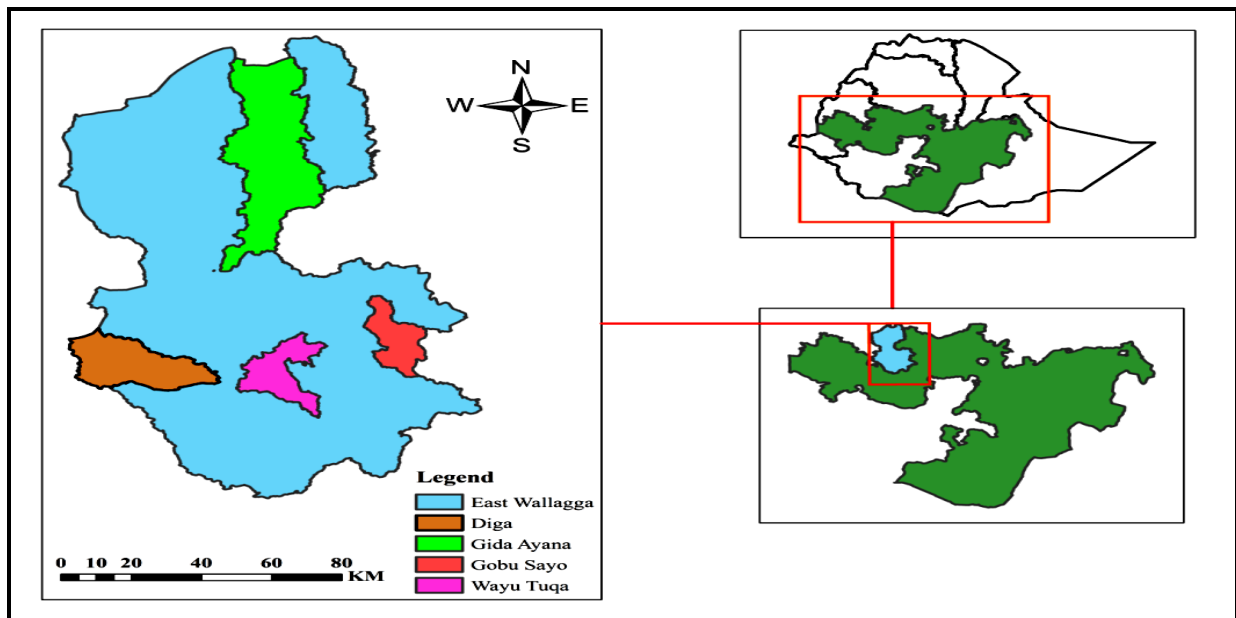 N
W E
S
Legend
East Wallagga
Diga
Gida Ayana
Gobu Sayo
Wayu Tuqa
0 10 20 40 60 80
KM